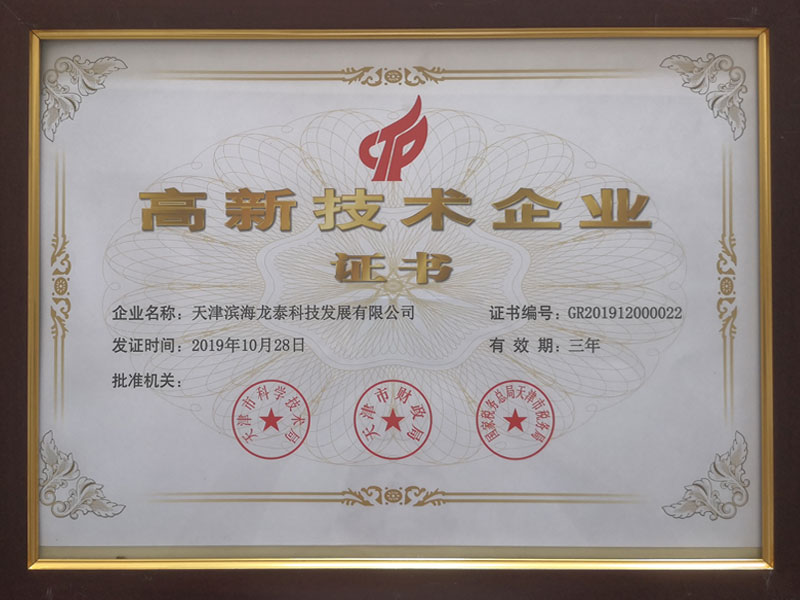 高新技术企业
证书
企业名称：天津滨海龙泰科技发展有限公司
证书编号：GR201912000022
发证时间：2019年10月28日
有 效 期：三年
批准机关：
天津市科学技术局
天津市财政局
国家税务总局天津市税务局